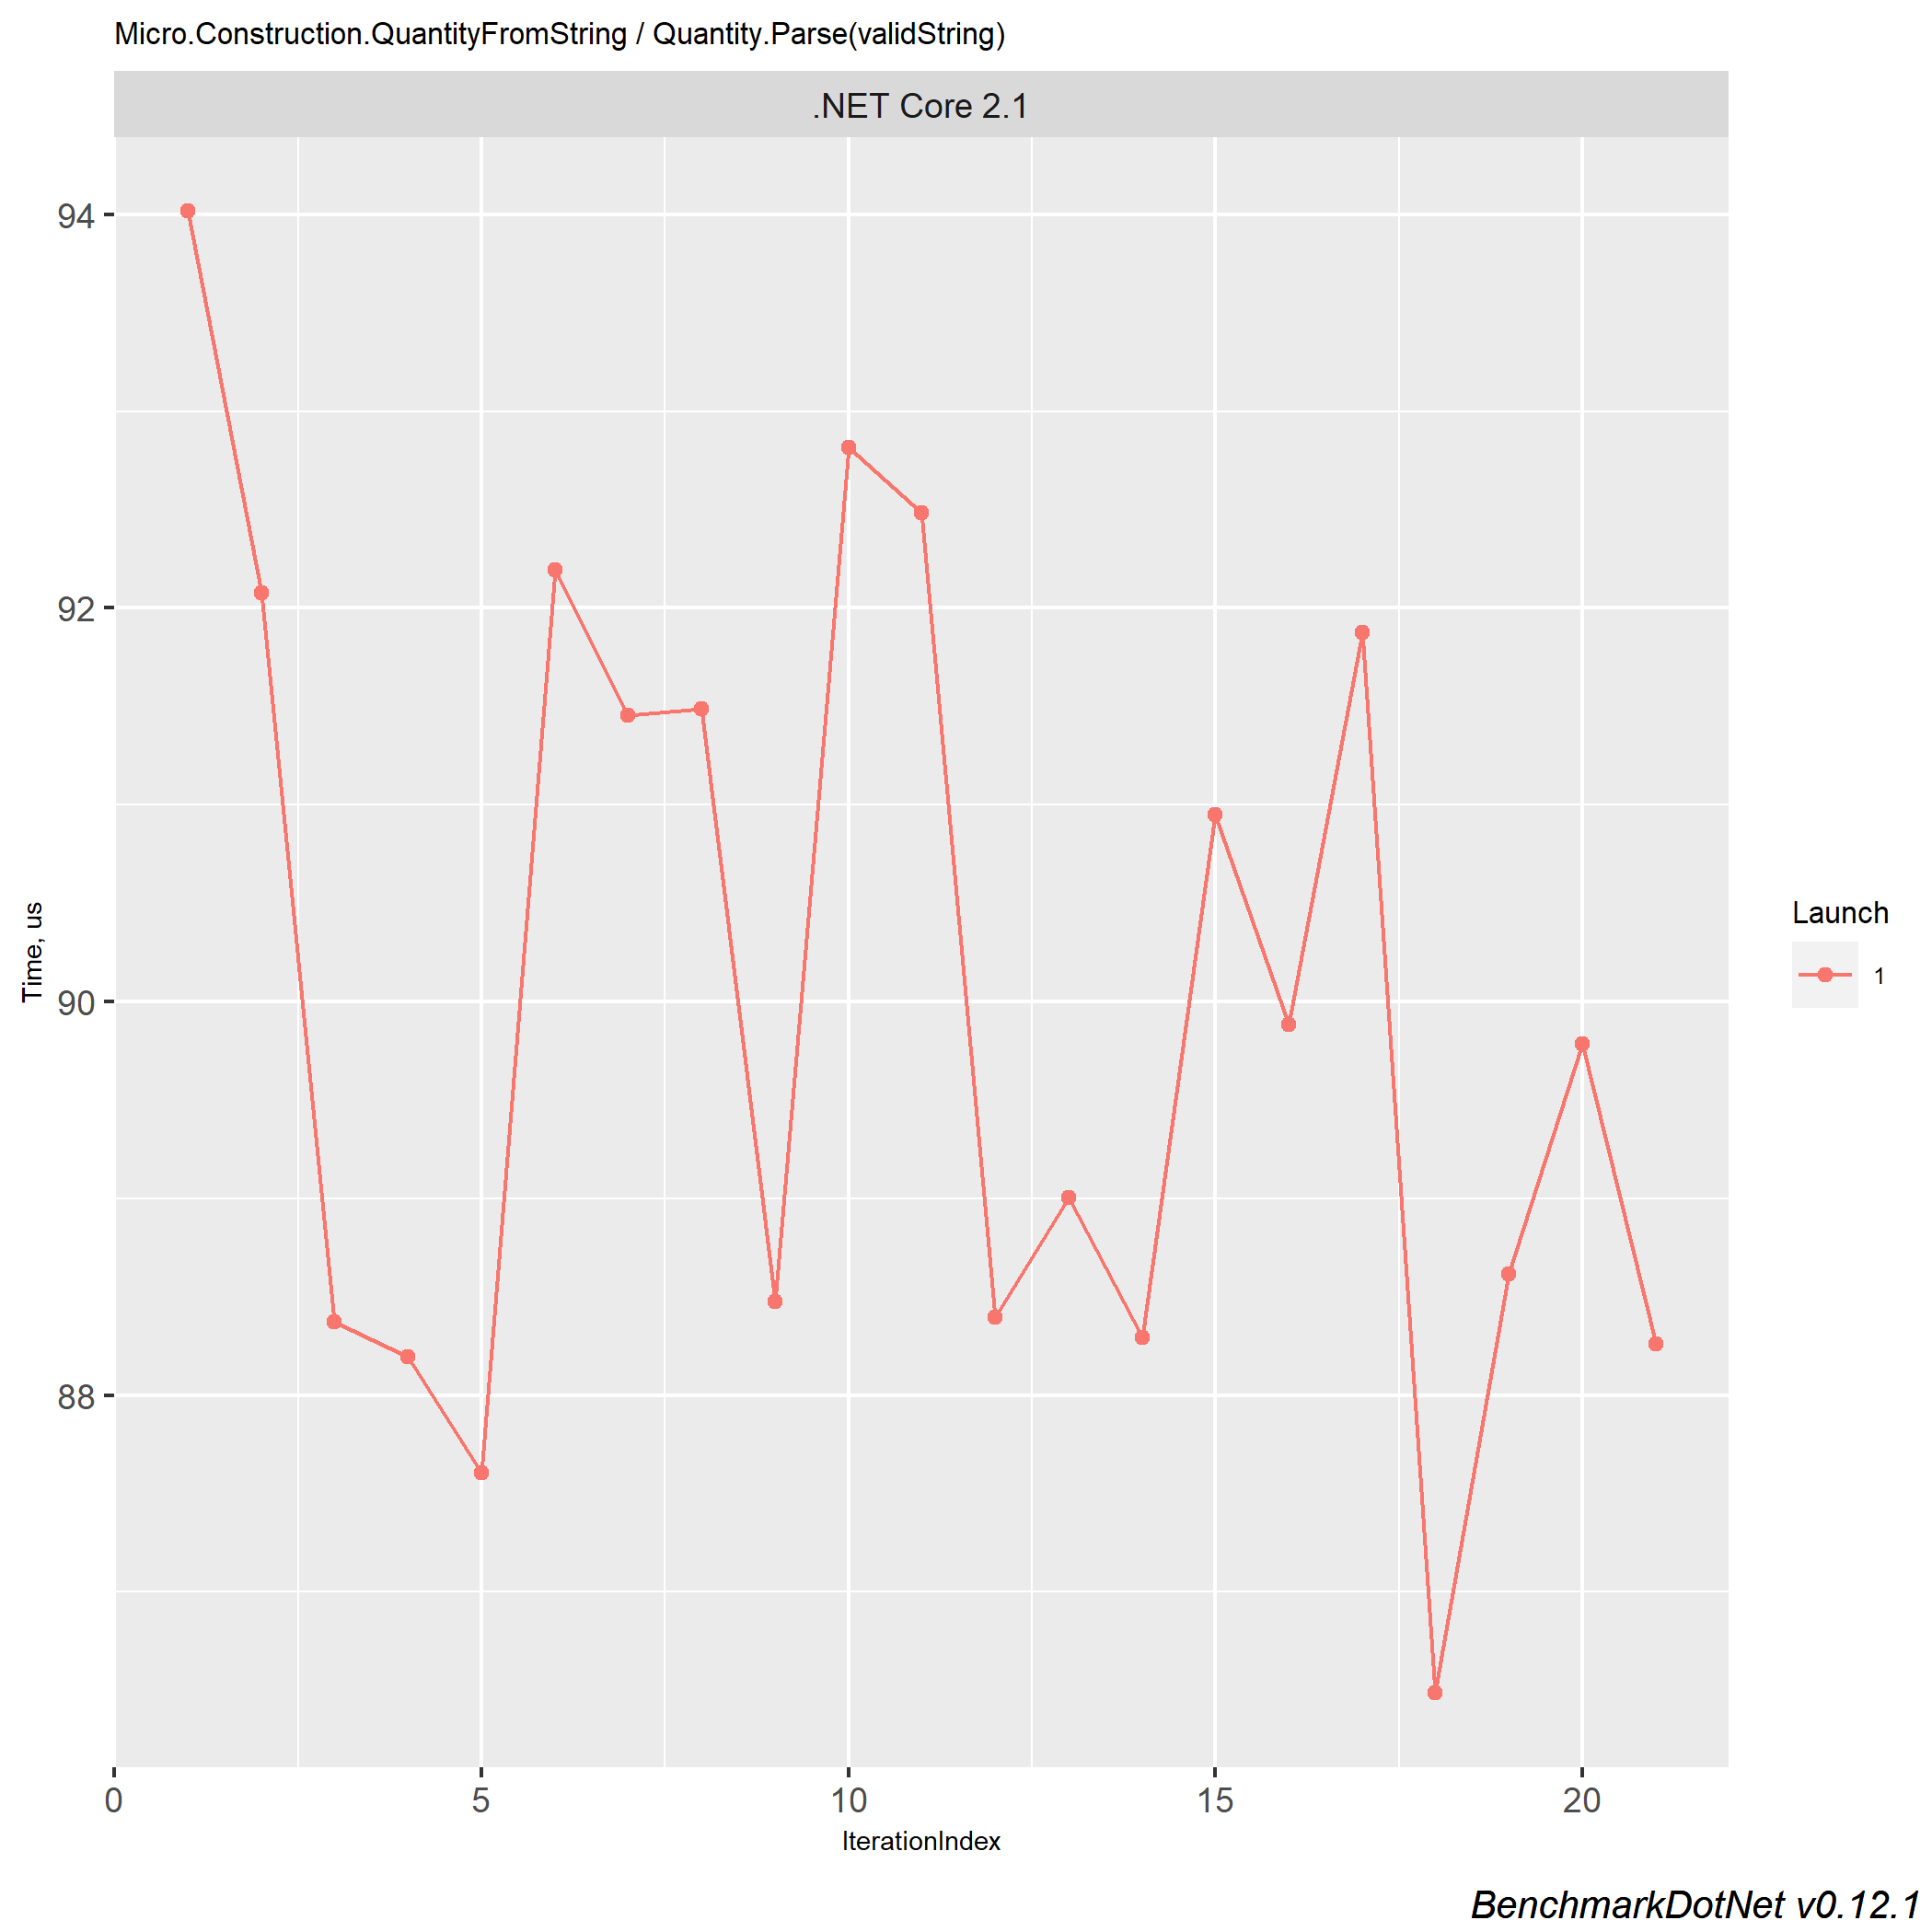 Micro.Construction.QuantityFromString / Quantity.Parse(validString)
.NET Core 2.1
94
92
90
88
Time, us
0 5 10 15 20
IterationIndex
Launch
1
BenchmarkDotNet v0.12.1